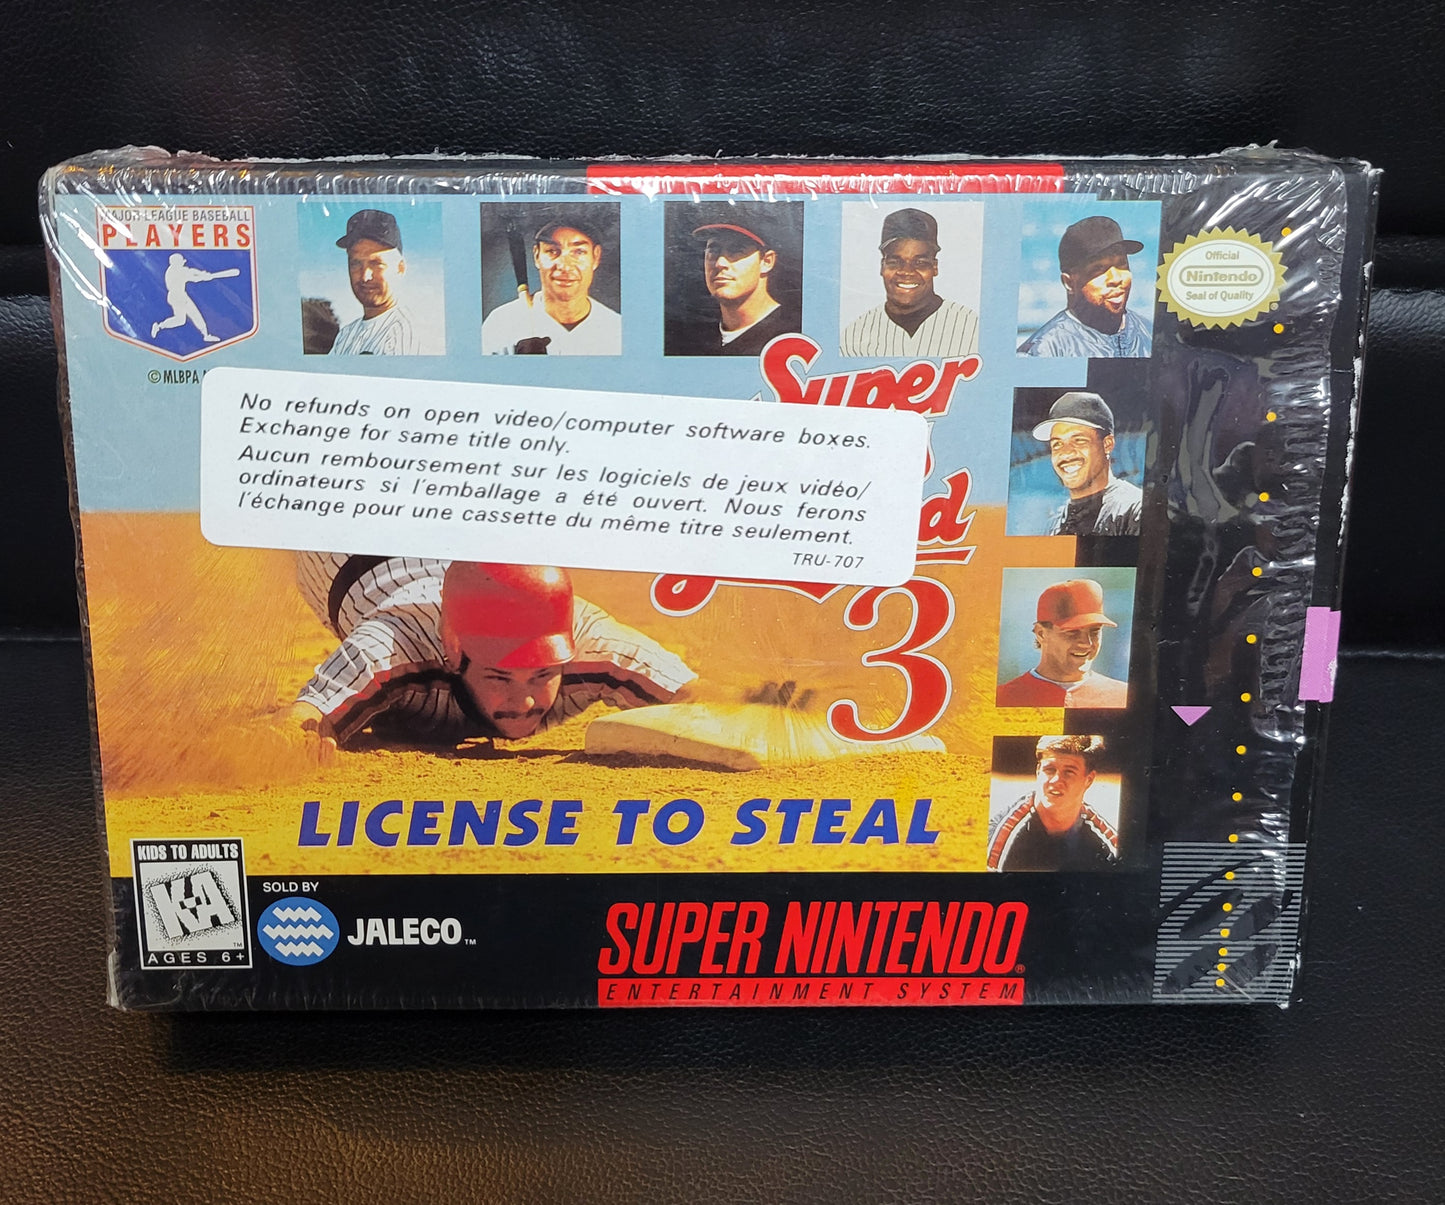 MAJOR LEAGUE BASEBALL
PLAYERS
© MLBPA
Official
Nintendo
Seal of Quality
Super
No refunds on open video/computer software boxes.
Exchange for same title only.
Aucun remboursement sur les logiciels de jeux vidéo/
ordinateurs si l'emballage a été ouvert. Nous ferons
l'échange pour une cassette du même titre seulement.
TRU-707
3
LICENSE TO STEAL
KIDS TO ADULTS
K-A
TM
AGES 6+
SOLD BY
JALECO™
SUPER NINTENDO®
ENTERTAINMENT SYSTEM